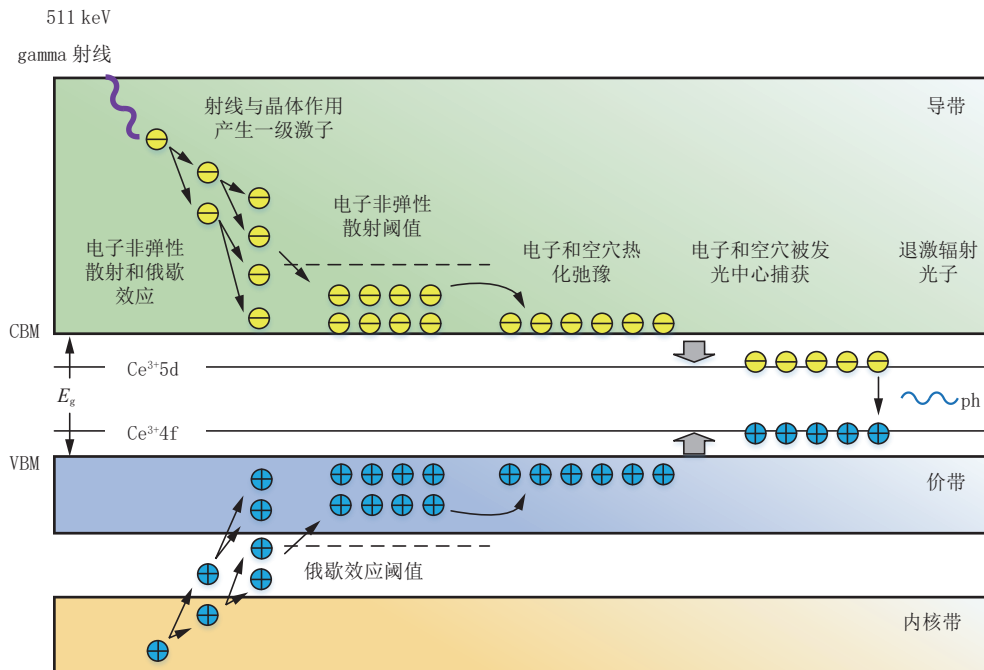 511 keV
gamma 射线
射线与晶体作用
产生一级激子
导带
电子非弹性
散射阈值
电子非弹性
散射和俄歇
效应
电子和空穴热
化弛豫
电子和空穴被发
光中心捕获
退激辐射
光子
CBM
Ce³⁺5d
E₉
ph
Ce³⁺4f
VBM
价带
俄歇效应阈值
内核带